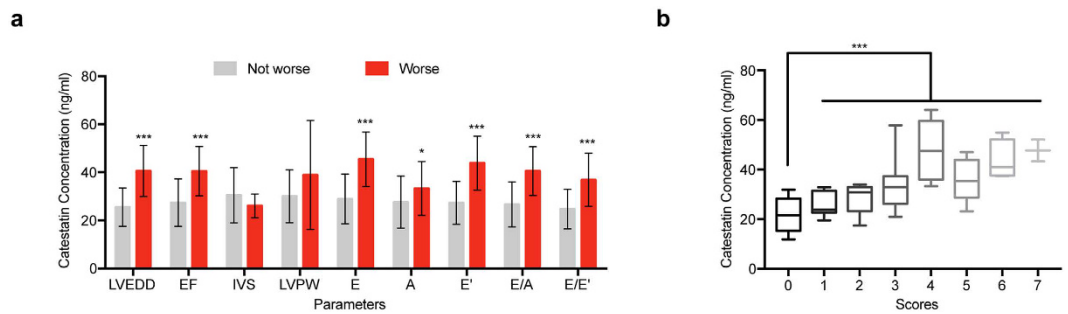 a
Not worse
Worse
Catestatin Concentration (ng/ml)
80
60
40
20
0
*** *** *** * *** *** ***
LVEDD EF IVS LVPW E A E' E/A E/E'
Parameters
b
***
Catestatin Concentration (ng/ml)
80
60
40
20
0
0 1 2 3 4 5 6 7
Scores